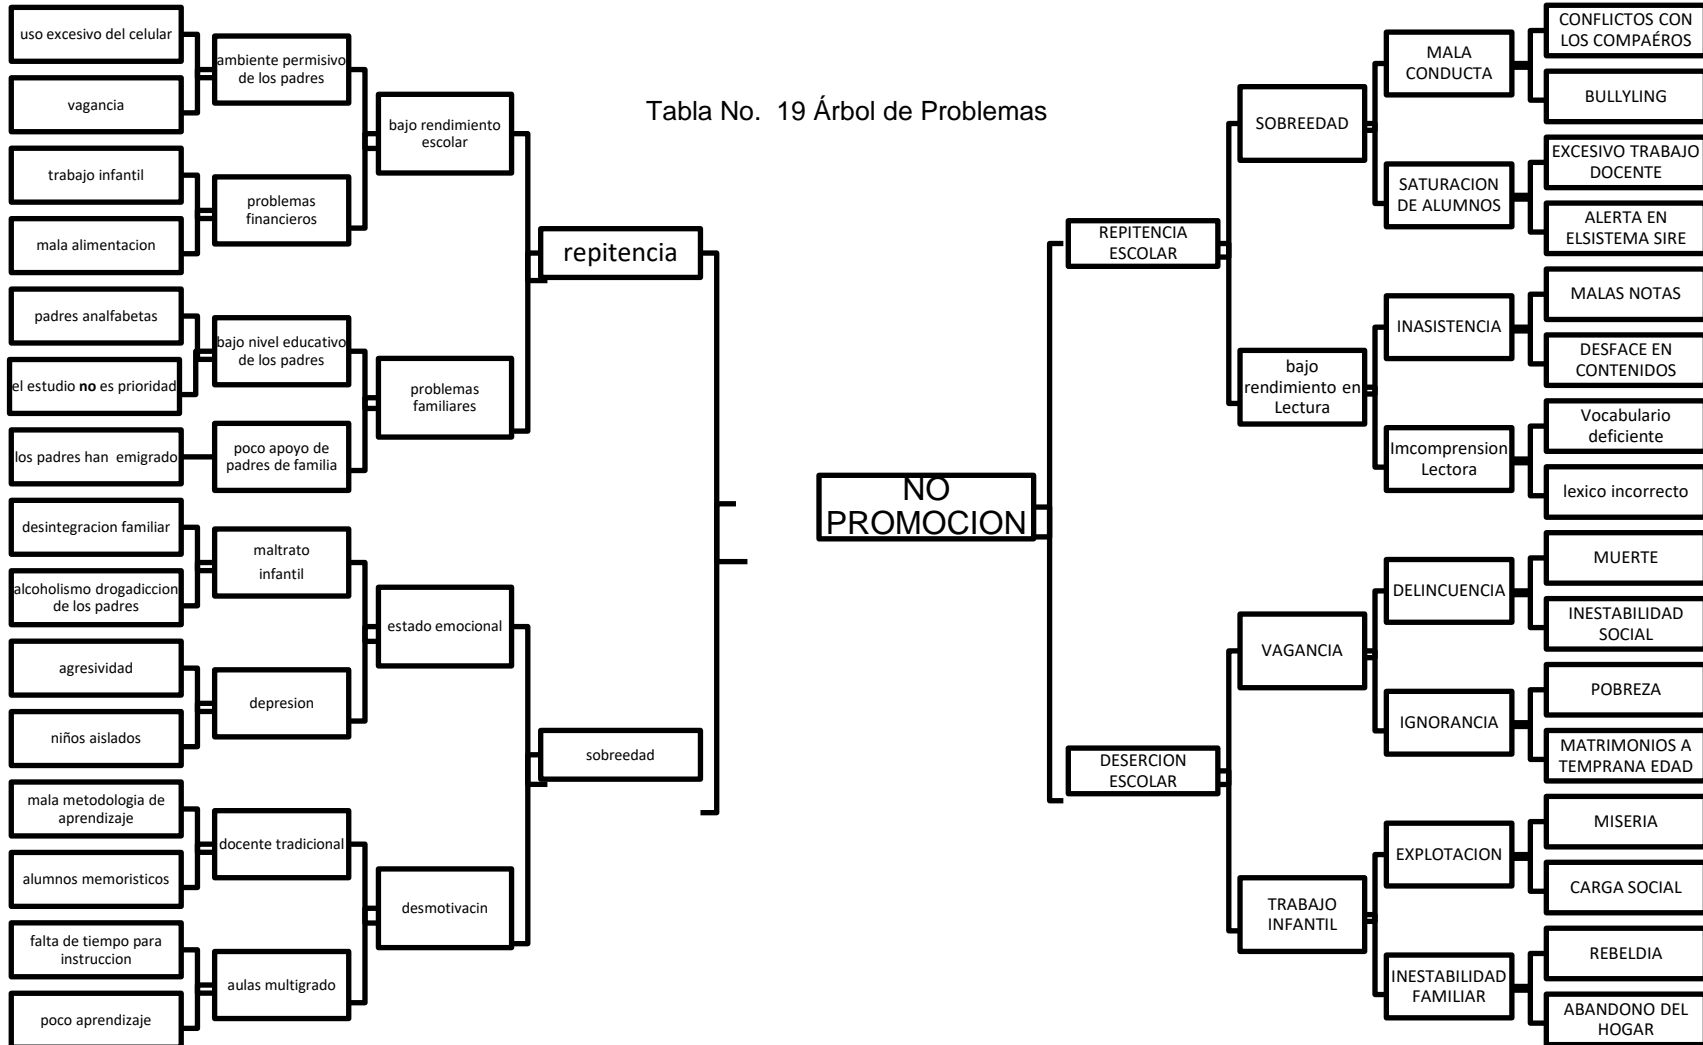 Tabla No. 19 Árbol de Problemas
uso excesivo del celular
vagancia
trabajo infantil
mala alimentacion
padres analfabetas
el estudio no es prioridad
los padres han emigrado
desintegracion familiar
alcoholismo drogadiccion
de los padres
agresividad
niños aislados
mala metodologia de
aprendizaje
alumnos memoristicos
falta de tiempo para
instruccion
poco aprendizaje
ambiente permisivo
de los padres
problemas
financieros
bajo nivel educativo
de los padres
poco apoyo de
padres de familia
maltrato
infantil
depresion
docente tradicional
aulas multigrado
bajo rendimiento
escolar
problemas
familiares
estado emocional
desmotivacin
repitencia
sobreedad
NO
PROMOCION
REPITENCIA
ESCOLAR
DESERCION
ESCOLAR
SOBREEDAD
bajo
rendimiento en
Lectura
VAGANCIA
TRABAJO
INFANTIL
MALA
CONDUCTA
SATURACION
DE ALUMNOS
INASISTENCIA
Imcomprension
Lectora
DELINCUENCIA
IGNORANCIA
EXPLOTACION
INESTABILIDAD
FAMILIAR
CONFLICTOS CON
LOS COMPAÉROS
BULLYLING
EXCESIVO TRABAJO
DOCENTE
ALERTA EN
ELSISTEMA SIRE
MALAS NOTAS
DESFACE EN
CONTENIDOS
Vocabulario
deficiente
lexico incorrecto
MUERTE
INESTABILIDAD
SOCIAL
POBREZA
MATRIMONIOS A
TEMPRANA EDAD
MISERIA
CARGA SOCIAL
REBELDIA
ABANDONO DEL
HOGAR